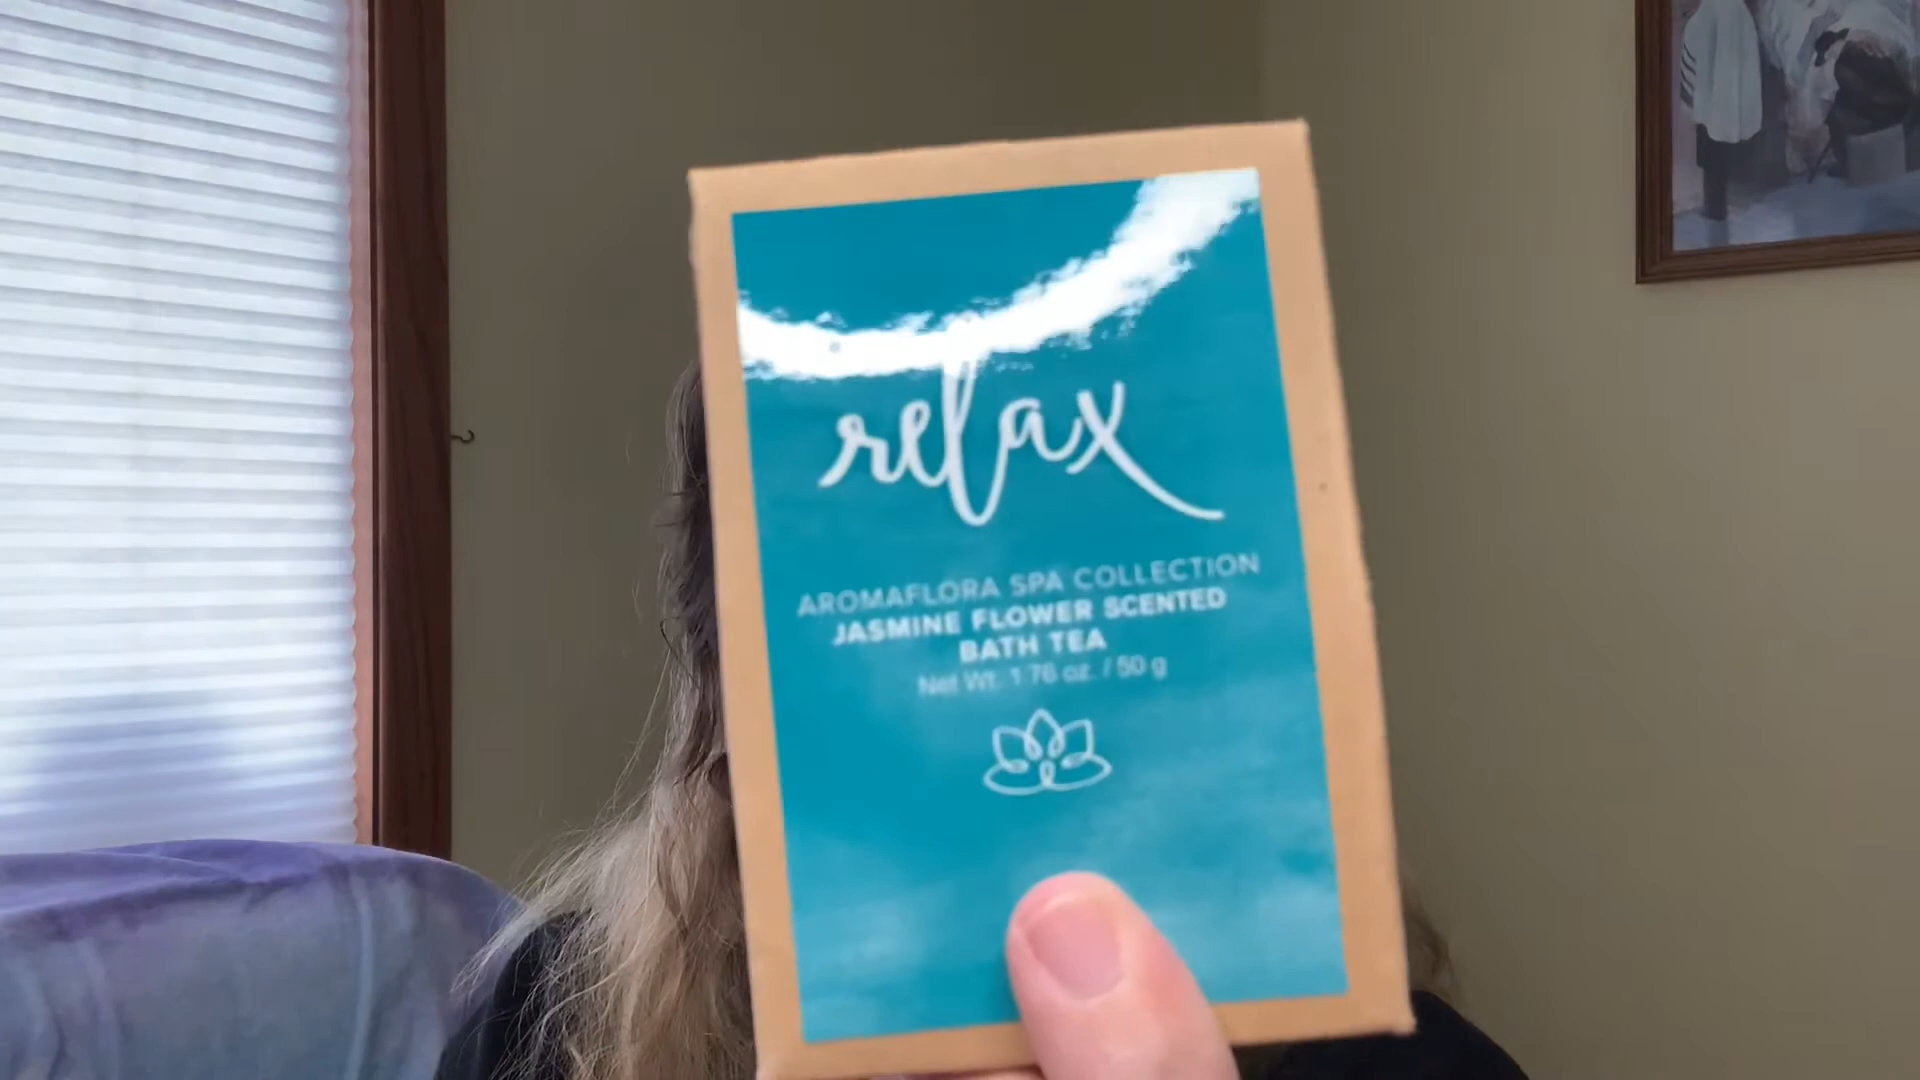 relax
AROMAFLORA SPA COLLECTION
JASMINE FLOWER SCENTED
BATH TEA
Net Wt. 1.76 oz. / 50 g